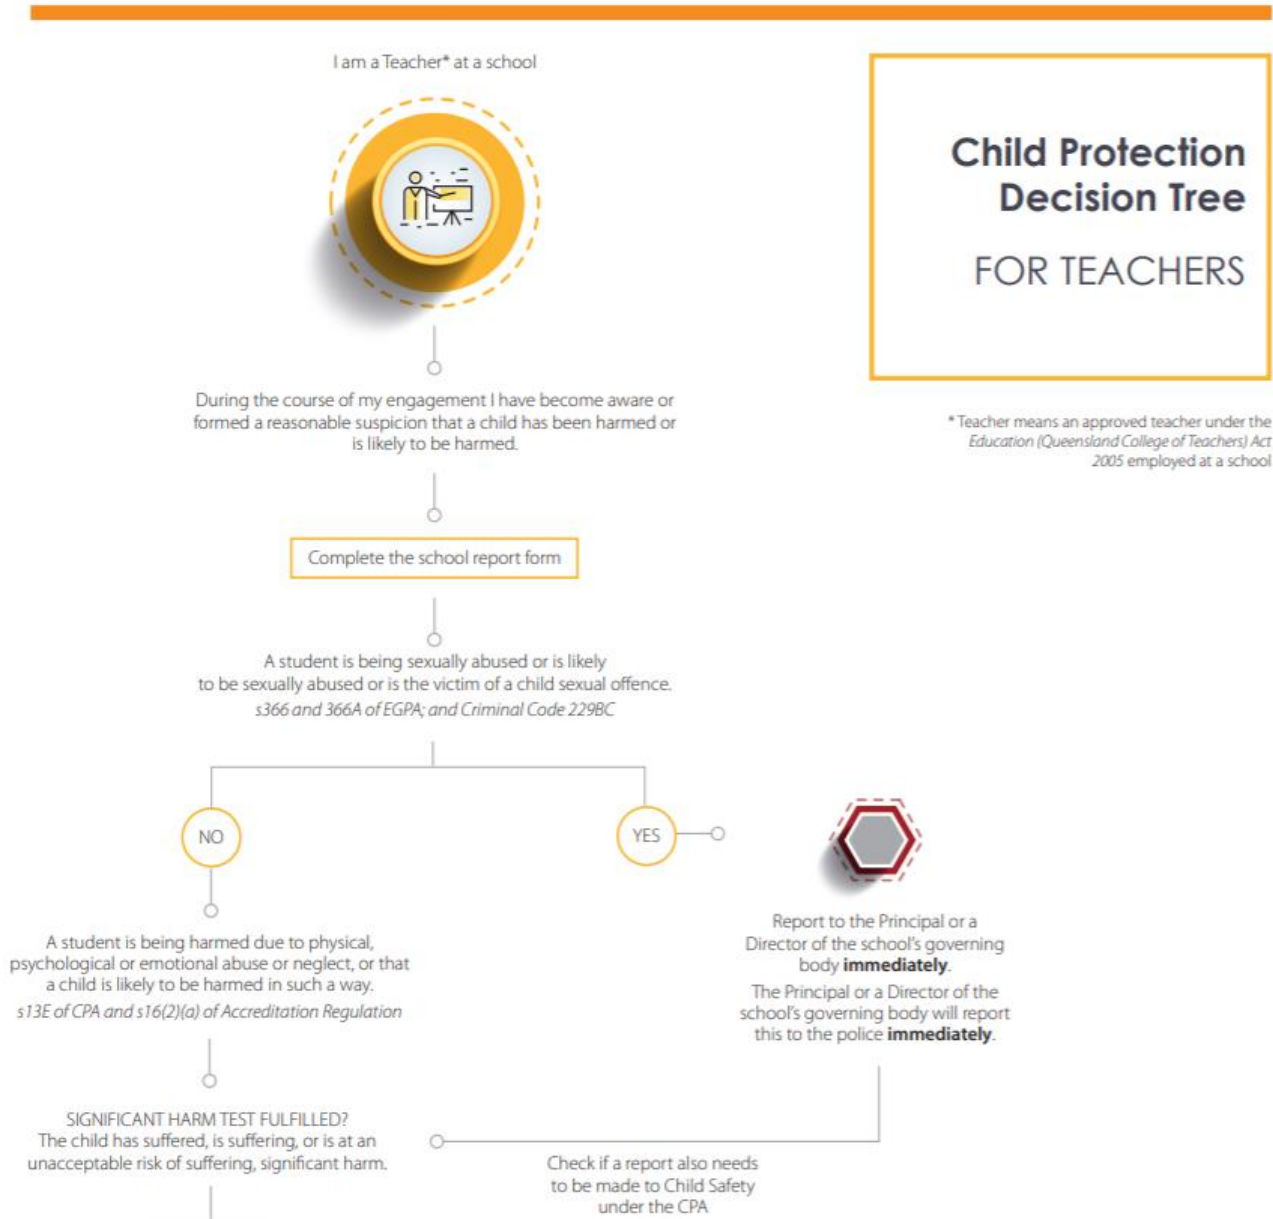 I am a Teacher* at a school
Child Protection
Decision Tree
FOR TEACHERS
During the course of my engagement I have become aware or
formed a reasonable suspicion that a child has been harmed or
is likely to be harmed.
* Teacher means an approved teacher under the
Education (Queensland College of Teachers) Act
2005 employed at a school
Complete the school report form
A student is being sexually abused or is likely
to be sexually abused or is the victim of a child sexual offence.
s366 and 366A of EGPA; and Criminal Code 229BC
NO
YES
A student is being harmed due to physical,
psychological or emotional abuse or neglect, or that
a child is likely to be harmed in such a way.
s13E of CPA and s16(2)(a) of Accreditation Regulation
Report to the Principal or a
Director of the school's governing
body immediately.
The Principal or a Director of the
school's governing body will report
this to the police immediately.
SIGNIFICANT HARM TEST FULFILLED?
The child has suffered, is suffering, or is at an
unacceptable risk of suffering, significant harm.
Check if a report also needs
to be made to Child Safety
under the CPA